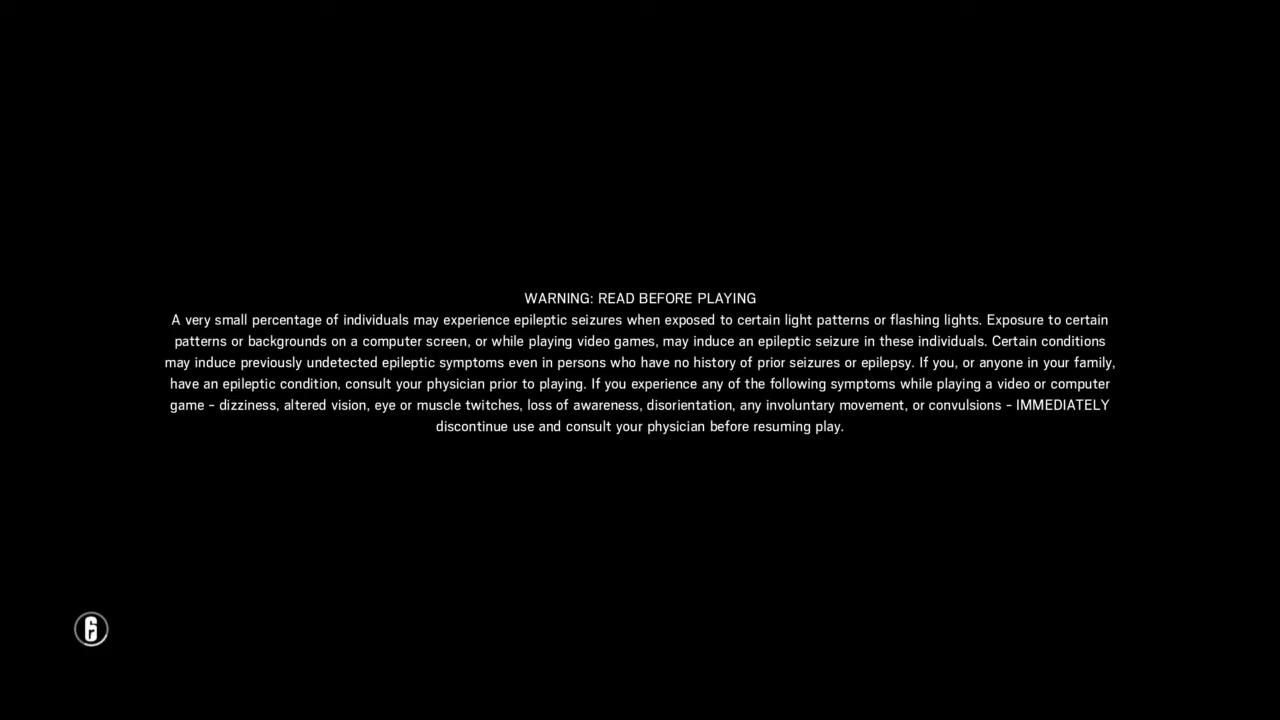 WARNING: READ BEFORE PLAYING
A very small percentage of individuals may experience epileptic seizures when exposed to certain light patterns or flashing lights. Exposure to certain
patterns or backgrounds on a computer screen, or while playing video games, may induce an epileptic seizure in these individuals. Certain conditions
may induce previously undetected epileptic symptoms even in persons who have no history of prior seizures or epilepsy. If you, or anyone in your family,
have an epileptic condition, consult your physician prior to playing. If you experience any of the following symptoms while playing a video or computer
game - dizziness, altered vision, eye or muscle twitches, loss of awareness, disorientation, any involuntary movement, or convulsions - IMMEDIATELY
discontinue use and consult your physician before resuming play.
6